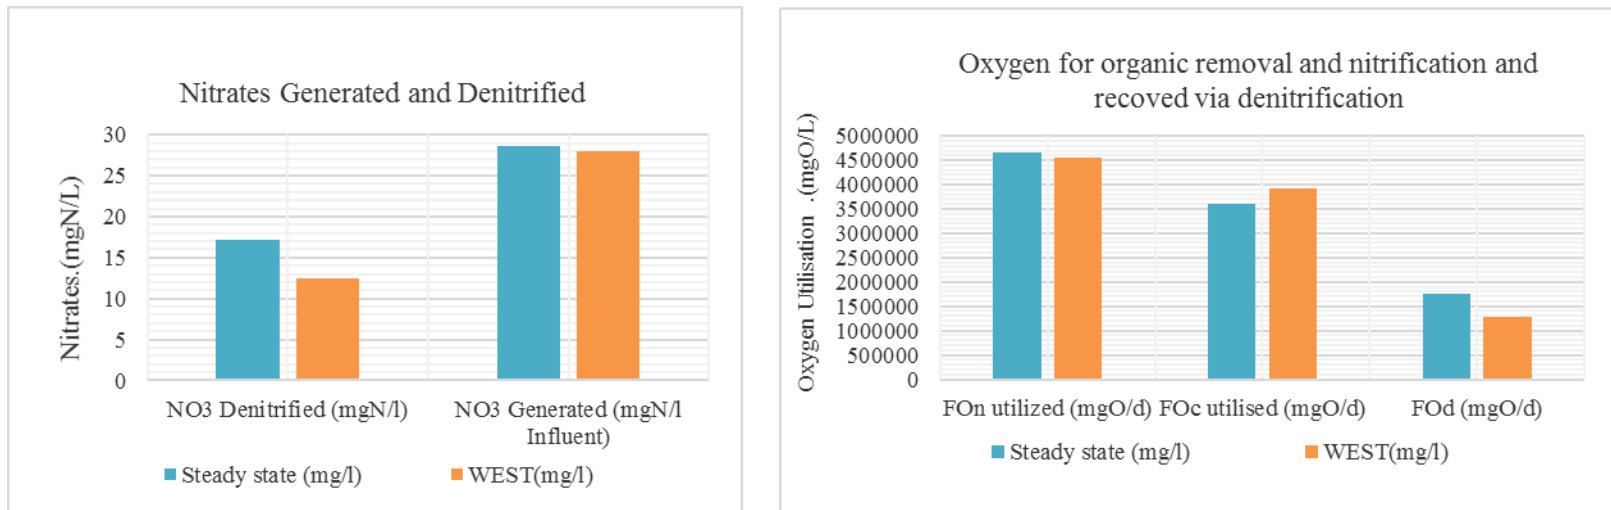 Nitrates Generated and Denitrified
Nitrates.(mgN/L)
30
25
20
15
10
5
0
NO3 Denitrified (mgN/l)
NO3 Generated (mgN/l
Influent)
Steady state (mg/l)
WEST(mg/l)
Oxygen for organic removal and nitrification and
recoved via denitrification
Oxygen Utilisation .(mgO/L)
5000000
4500000
4000000
3500000
3000000
2500000
2000000
1500000
1000000
500000
0
FOn utilized (mgO/d)
FOc utilised (mgO/d)
FOd (mgO/d)
Steady state (mg/l)
WEST(mg/l)